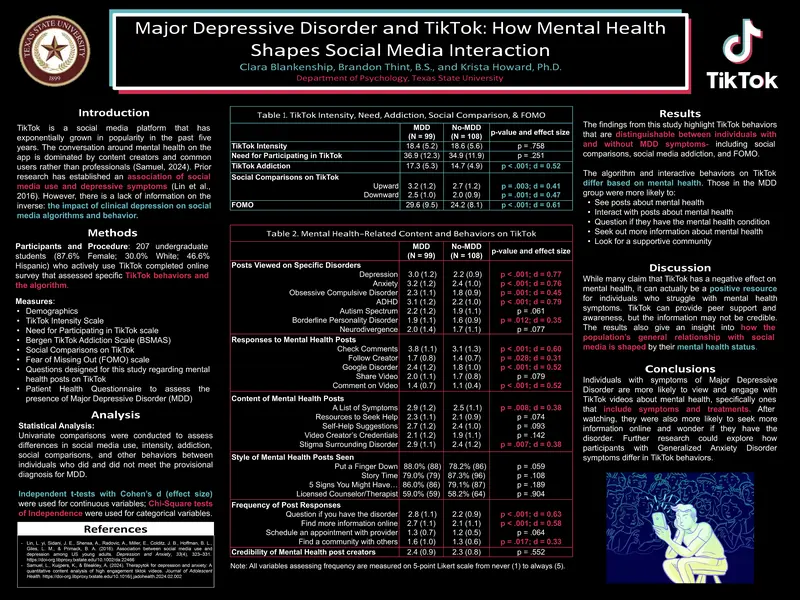 TEXAS STATE UNIVERSITY
1899
Major Depressive Disorder and TikTok: How Mental Health
Shapes Social Media Interaction
Clara Blankenship, Brandon Thint, B.S., and Krista Howard, Ph.D.
Department of Psychology, Texas State University
TikTok
Introduction
TikTok is a social media platform that has
exponentially grown in popularity in the past five
years. The conversation around mental health on the
app is dominated by content creators and common
users rather than professionals (Samuel, 2024). Prior
research has established an association of social
media use and depressive symptoms (Lin et al.,
2016). However, there is a lack of information on the
inverse: the impact of clinical depression on social
media algorithms and behavior.
Methods
Participants and Procedure: 207 undergraduate
students (87.6% Female; 30.0% White; 46.6%
Hispanic) who actively use TikTok completed online
survey that assessed specific TikTok behaviors and
the algorithm.
Measures:
• Demographics
• TikTok Intensity Scale
• Need for Participating in TikTok scale
• Bergen TikTok Addiction Scale (BSMAS)
• Social Comparisons on TikTok
• Fear of Missing Out (FOMO) scale
• Questions designed for this study regarding mental
health posts on TikTok
• Patient Health Questionnaire to assess the
presence of Major Depressive Disorder (MDD)
Analysis
Statistical Analysis:
Univariate comparisons were conducted to assess
differences in social media use, intensity, addiction,
social comparisons, and other behaviors between
individuals who did and did not meet the provisional
diagnosis for MDD.
Independent t-tests with Cohen's d (effect size)
were used for continuous variables; Chi-Square tests
of Independence were used for categorical variables.
References
- Lin, L. yi, Sidani, J. E., Shensa, A., Radovic, A., Miller, E., Colditz, J. B., Hoffman, B. L.,
Giles, L. M., & Primack, B. A. (2016). Association between social media use and
depression among US young adults. Depression and Anxiety, 33(4), 323–331.
https://doi-org.libproxy.txstate.edu/10.1002/da.22466
- Samuel, L., Kuijpers, K., & Bleakley, A. (2024). Therapytok for depression and anxiety: A
quantitative content analysis of high engagement tiktok videos. Journal of Adolescent
Health. https://doi-org.libproxy.txstate.edu/10.1016/j.jadohealth.2024.02.002
Table 1. TikTok Intensity, Need, Addiction, Social Comparison, & FOMO
MDD (N = 99) No-MDD (N = 108) p-value and effect size
TikTok Intensity 18.4 (5.2) 18.6 (5.6) p = .758
Need for Participating in TikTok 36.9 (12.3) 34.9 (11.9) p = .251
TikTok Addiction 17.3 (5.3) 14.7 (4.9) p < .001; d = 0.52
Social Comparisons on TikTok
Upward 3.2 (1.2) 2.7 (1.2) p = .003; d = 0.41
Downward 2.5 (1.0) 2.0 (0.9) p = .001; d = 0.47
FOMO 29.6 (9.5) 24.2 (8.1) p < .001; d = 0.61
Table 2. Mental Health-Related Content and Behaviors on TikTok
MDD (N = 99) No-MDD (N = 108) p-value and effect size
Posts Viewed on Specific Disorders
Depression 3.0 (1.2) 2.2 (0.9) p < .001; d = 0.77
Anxiety 3.2 (1.2) 2.4 (1.0) p < .001; d = 0.76
Obsessive Compulsive Disorder 2.3 (1.1) 1.8 (0.9) p = .001; d = 0.45
ADHD 3.1 (1.2) 2.2 (1.0) p < .001; d = 0.79
Autism Spectrum 2.2 (1.2) 1.9 (1.1) p = .061
Borderline Personality Disorder 1.9 (1.1) 1.6 (0.9) p = .012; d = 0.35
Neurodivergence 2.0 (1.4) 1.7 (1.1) p = .077
Responses to Mental Health Posts
Check Comments 3.8 (1.1) 3.1 (1.3) p < .001; d = 0.60
Follow Creator 1.7 (0.8) 1.4 (0.7) p = .028; d = 0.31
Google Disorder 2.4 (1.2) 1.8 (1.0) p < .001; d = 0.52
Share Video 2.0 (1.1) 1.7 (0.8) p = .079
Comment on Video 1.4 (0.7) 1.1 (0.4) p < .001; d = 0.52
Content of Mental Health Posts
A List of Symptoms 2.9 (1.2) 2.5 (1.1) p = .008; d = 0.38
Resources to Seek Help 2.3 (1.1) 2.1 (0.9) p = .074
Self-Help Suggestions 2.7 (1.2) 2.4 (1.0) p = .093
Video Creator's Credentials 2.1 (1.2) 1.9 (1.1) p = .142
Stigma Surrounding Disorder 2.9 (1.1) 2.4 (1.2) p = .007; d = 0.38
Style of Mental Health Posts Seen
Put a Finger Down 88.0% (88) 78.2% (86) p = .059
Story Time 79.0% (79) 87.3% (96) p = .108
5 Signs You Might Have... 86.0% (86) 79.1% (87) p = .189
Licensed Counselor/Therapist 59.0% (59) 58.2% (64) p = .904
Frequency of Post Responses
Question if you have the disorder 2.8 (1.1) 2.2 (0.9) p < .001; d = 0.63
Find more information online 2.7 (1.1) 2.1 (1.1) p < .001; d = 0.58
Schedule an appointment with provider 1.3 (0.7) 1.2 (0.5) p = .064
Find a community with others 1.6 (1.0) 1.3 (0.6) p = .017; d = 0.33
Credibility of Mental Health post creators 2.4 (0.9) 2.3 (0.8) p = .552
Note: All variables assessing frequency are measured on 5-point Likert scale from never (1) to always (5).
Results
The findings from this study highlight TikTok behaviors
that are distinguishable between individuals with
and without MDD symptoms- including social
comparisons, social media addiction, and FOMO.
The algorithm and interactive behaviors on TikTok
differ based on mental health. Those in the MDD
group were more likely to:
• See posts about mental health
• Interact with posts about mental health
• Question if they have the mental health condition
• Seek out more information about mental health
• Look for a supportive community
Discussion
While many claim that TikTok has a negative effect on
mental health, it can actually be a positive resource
for individuals who struggle with mental health
symptoms. TikTok can provide peer support and
awareness, but the information may not be credible.
The results also give an insight into how the
population's general relationship with social
media is shaped by their mental health status.
Conclusions
Individuals with symptoms of Major Depressive
Disorder are more likely to view and engage with
TikTok videos about mental health, specifically ones
that include symptoms and treatments. After
watching, they were also more likely to seek more
information online and wonder if they have the
disorder. Further research could explore how
participants with Generalized Anxiety Disorder
symptoms differ in TikTok behaviors.